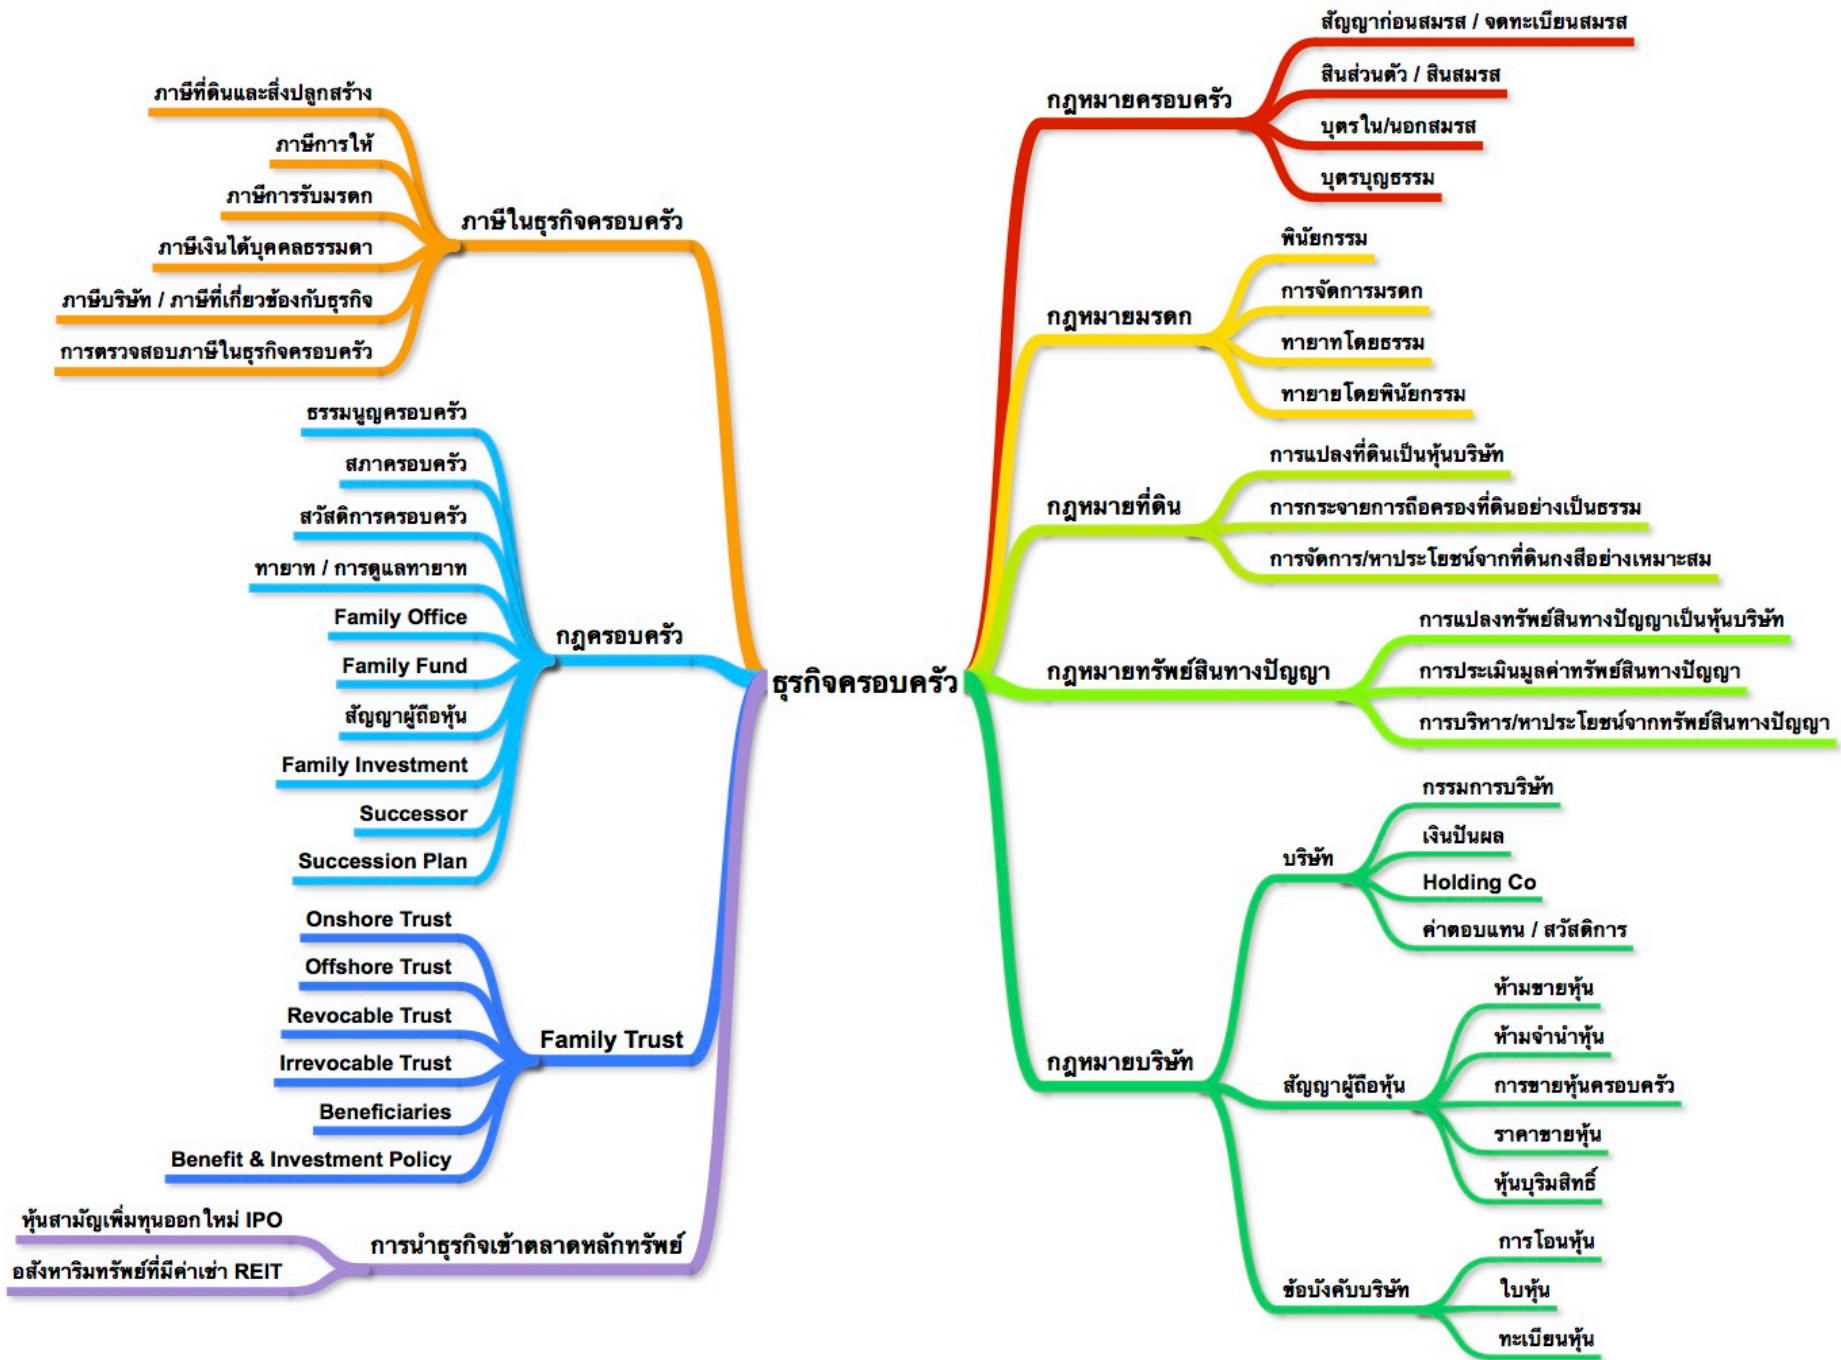 ธุรกิจครอบครัว
ภาษีในธุรกิจครอบครัว
ภาษีที่ดินและสิ่งปลูกสร้าง
ภาษีการให้
ภาษีการรับมรดก
ภาษีเงินได้บุคคลธรรมดา
ภาษีบริษัท / ภาษีที่เกี่ยวข้องกับธุรกิจ
การตรวจสอบภาษีในธุรกิจครอบครัว
กฎครอบครัว
ธรรมนูญครอบครัว
สภาครอบครัว
สวัสดิการครอบครัว
ทายาท / การดูแลทายาท
Family Office
Family Fund
สัญญาผู้ถือหุ้น
Family Investment
Successor
Succession Plan
Family Trust
Onshore Trust
Offshore Trust
Revocable Trust
Irrevocable Trust
Beneficiaries
Benefit & Investment Policy
การนำธุรกิจเข้าตลาดหลักทรัพย์
หุ้นสามัญเพิ่มทุนออกใหม่ IPO
อสังหาริมทรัพย์ที่มีค่าเช่า REIT
กฎหมายครอบครัว
สัญญาก่อนสมรส / จดทะเบียนสมรส
สินส่วนตัว / สินสมรส
บุตรใน/นอกสมรส
บุตรบุญธรรม
กฎหมายมรดก
พินัยกรรม
การจัดการมรดก
ทายาทโดยธรรม
ทายายโดยพินัยกรรม
กฎหมายที่ดิน
การแปลงที่ดินเป็นหุ้นบริษัท
การกระจายการถือครองที่ดินอย่างเป็นธรรม
การจัดการ/หาประโยชน์จากที่ดินกงสีอย่างเหมาะสม
กฎหมายทรัพย์สินทางปัญญา
การแปลงทรัพย์สินทางปัญญาเป็นหุ้นบริษัท
การประเมินมูลค่าทรัพย์สินทางปัญญา
การบริหาร/หาประโยชน์จากทรัพย์สินทางปัญญา
กฎหมายบริษัท
บริษัท
กรรมการบริษัท
เงินปันผล
Holding Co
ค่าตอบแทน / สวัสดิการ
สัญญาผู้ถือหุ้น
ห้ามขายหุ้น
ห้ามจำนำหุ้น
การขายหุ้นครอบครัว
ราคาขายหุ้น
หุ้นบุริมสิทธิ์
ข้อบังคับบริษัท
การโอนหุ้น
ใบหุ้น
ทะเบียนหุ้น